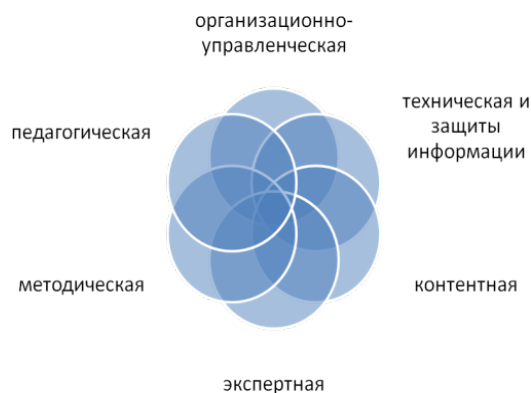 организационно-
управленческая
техническая и
защиты
информации
педагогическая
методическая
контентная
экспертная